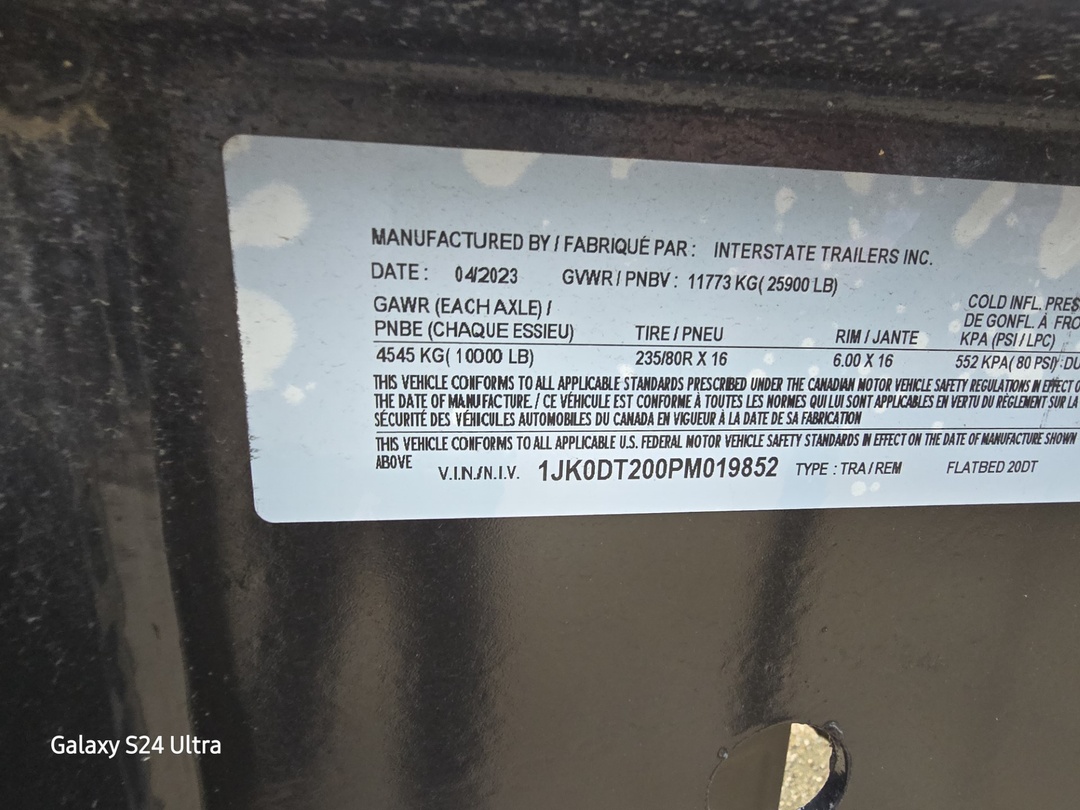 MANUFACTURED BY / FABRIQUÉ PAR : INTERSTATE TRAILERS INC.
DATE : 04/2023 GVWR / PNBV : 11773 KG( 25900 LB)
GAWR (EACH AXLE) / COLD INFL. PRES
PNBE (CHAQUE ESSIEU) TIRE / PNEU RIM / JANTE DE GONFL. À FRO
KPA (PSI / LPC)
4545 KG( 10000 LB) 235/80R X 16 6.00 X 16 552 KPA( 80 PSI) DU
THIS VEHICLE CONFORMS TO ALL APPLICABLE STANDARDS PRESCRIBED UNDER THE CANADIAN MOTOR VEHICLE SAFETY REGULATIONS IN EFFECT O
THE DATE OF MANUFACTURE. / CE VÉHICULE EST CONFORME À TOUTES LES NORMES QUI LUI SONT APPLICABLES EN VERTU DU RÈGLEMENT SUR LA
SÉCURITÉ DES VÉHICULES AUTOMOBILES DU CANADA EN VIGUEUR À LA DATE DE SA FABRICATION
THIS VEHICLE CONFORMS TO ALL APPLICABLE U.S. FEDERAL MOTOR VEHICLE SAFETY STANDARDS IN EFFECT ON THE DATE OF MANUFACTURE SHOWN
ABOVE V.I.N./N.I.V. 1JK0DT200PM019852 TYPE : TRA / REM FLATBED 20DT
Galaxy S24 Ultra